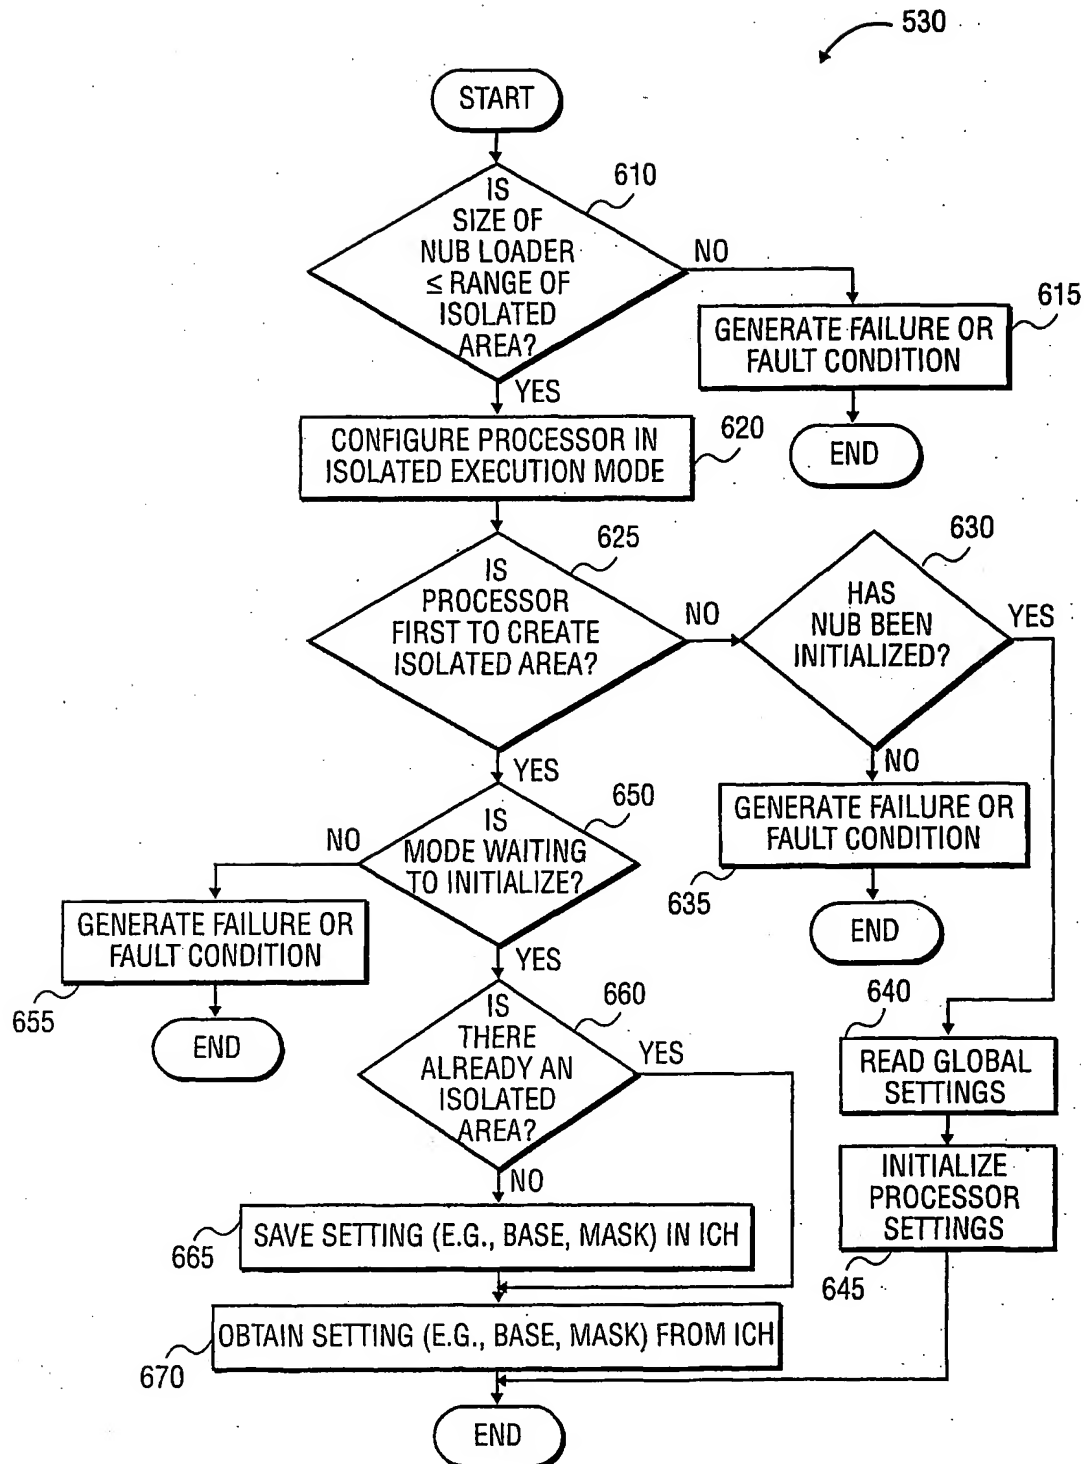 530
START
610
IS
SIZE OF
NUB LOADER
≤ RANGE OF
ISOLATED
AREA?
NO
YES
615
GENERATE FAILURE OR
FAULT CONDITION
END
620
CONFIGURE PROCESSOR IN
ISOLATED EXECUTION MODE
625
IS
PROCESSOR
FIRST TO CREATE
ISOLATED AREA?
NO
YES
630
HAS
NUB BEEN
INITIALIZED?
YES
NO
GENERATE FAILURE OR
FAULT CONDITION
635
END
650
IS
MODE WAITING
TO INITIALIZE?
NO
YES
GENERATE FAILURE OR
FAULT CONDITION
655
END
660
IS
THERE
ALREADY AN
ISOLATED
AREA?
YES
NO
640
READ GLOBAL
SETTINGS
INITIALIZE
PROCESSOR
SETTINGS
645
SAVE SETTING (E.G., BASE, MASK) IN ICH
665
OBTAIN SETTING (E.G., BASE, MASK) FROM ICH
670
END